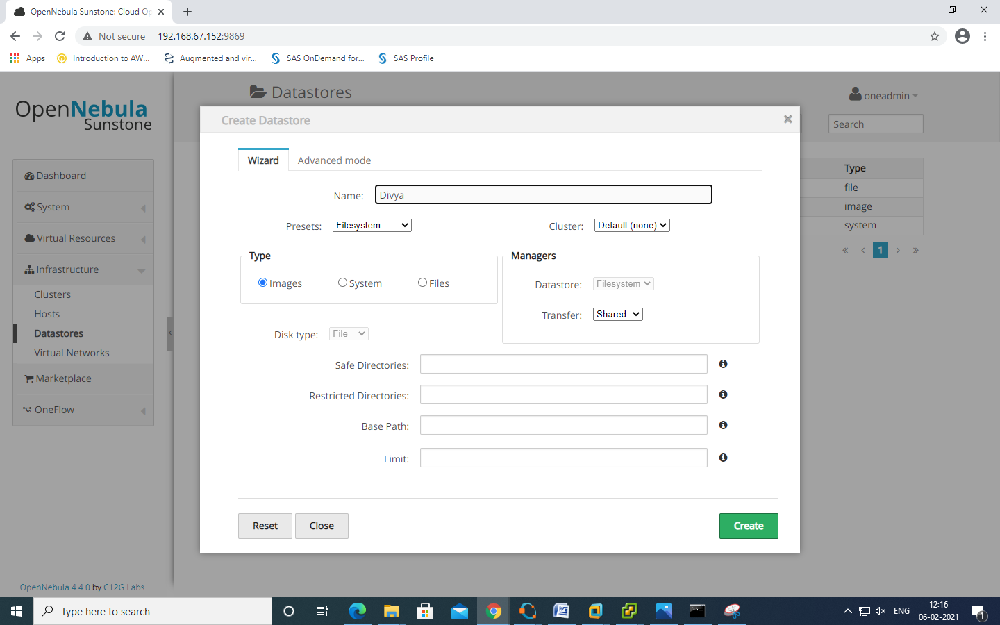 OpenNebula Sunstone: Cloud Op
Not secure
192.168.67.152:9869
Apps
Introduction to AW...
Augmented and vir...
SAS OnDemand for...
SAS Profile
OpenNebula
Sunstone
Datastores
oneadmin
Search
Create Datastore
Wizard
Advanced mode
Name:
Divya
Presets:
Filesystem
Cluster:
Default (none)
Type
Images
System
Files
Managers
Datastore:
Filesystem
Transfer:
Shared
Disk type:
File
Safe Directories:
Restricted Directories:
Base Path:
Limit:
Reset
Close
Create
Dashboard
System
Virtual Resources
Infrastructure
Clusters
Hosts
Datastores
Virtual Networks
Marketplace
OneFlow
Type
file
image
system
« ‹ 1 › »
OpenNebula 4.4.0 by C12G Labs.
Type here to search
ENG
12:16
06-02-2021
1